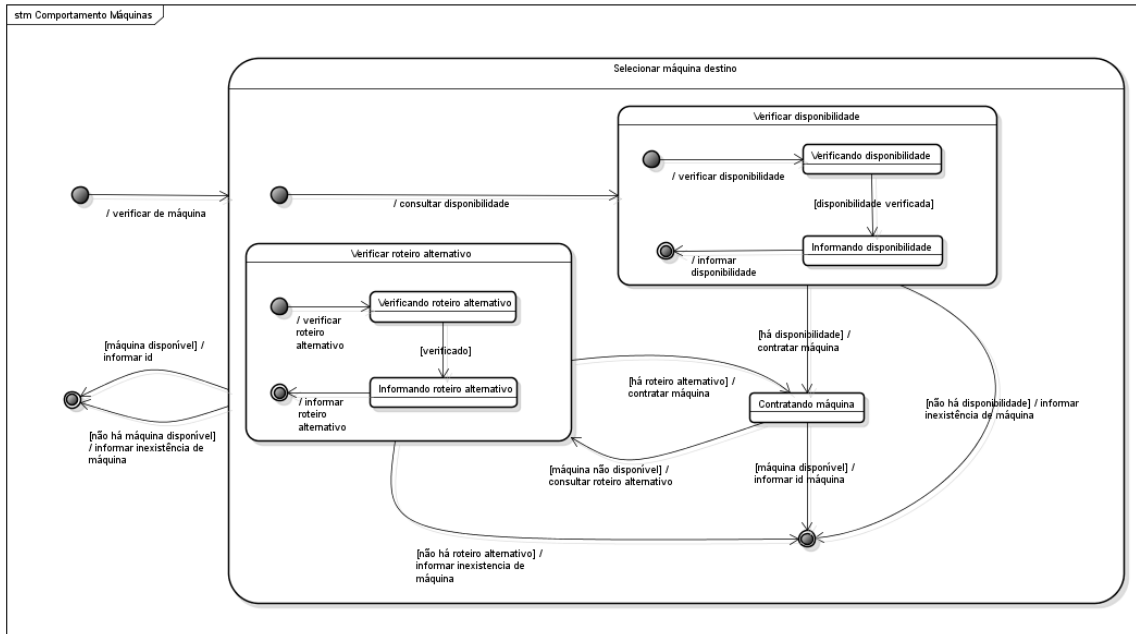 stm Comportamento Máquinas
Selecionar máquina destino
Verificar disponibilidade
Verificando disponibilidade
/ verificar disponibilidade
[disponibilidade verificada]
Informando disponibilidade
/ informar
disponibilidade
/ verificar de máquina
/ consultar disponibilidade
Verificar roteiro alternativo
Verificando roteiro alternativo
/ verificar
roteiro
alternativo
[verificado]
Informando roteiro alternativo
/ informar
roteiro
alternativo
[máquina disponível] /
informar id
[não há máquina disponível]
/ informar inexistência de
máquina
[há disponibilidade] /
contratar máquina
[há roteiro alternativo] /
contratar máquina
Contratando máquina
[não há disponibilidade] / informar
inexistência de máquina
[máquina não disponível] /
consultar roteiro alternativo
[máquina disponível] /
informar id máquina
[não há roteiro alternativo] /
informar inexistencia de
máquina